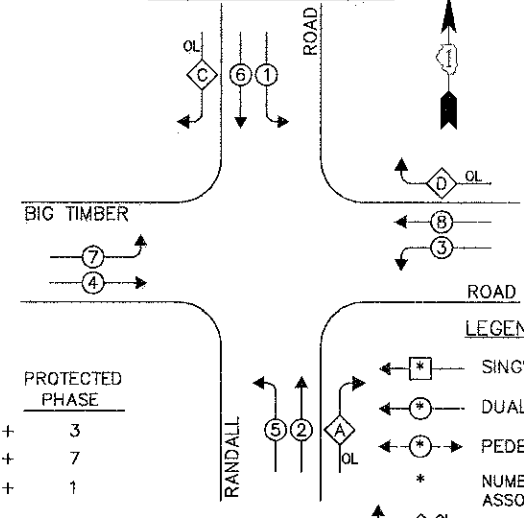 ROAD
OL
C
6
1
1
D
OL
BIG TIMBER
8
3
7
4
ROAD
LEGEN
PROTECTED
PHASE
+ 3
+ 7
+ 1
RANDALL
5
2
A
OL
*
* DUAL
* PEDE
* NUMB
ASSO
OL